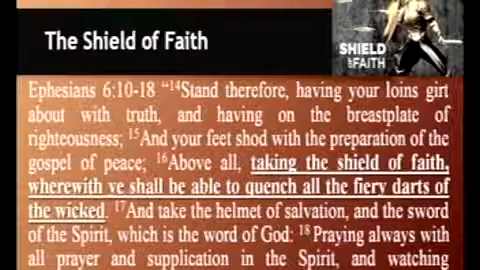 The Shield of Faith
SHIELD
OF FAITH
Ephesians 6:10-18 “¹⁴Stand therefore, having your loins girt
about with truth, and having on the breastplate of
righteousness; ¹⁵And your feet shod with the preparation of the
gospel of peace; ¹⁶Above all, taking the shield of faith,
wherewith ye shall be able to quench all the fiery darts of
the wicked. ¹⁷And take the helmet of salvation, and the sword
of the Spirit, which is the word of God: ¹⁸Praying always with
all prayer and supplication in the Spirit, and watching